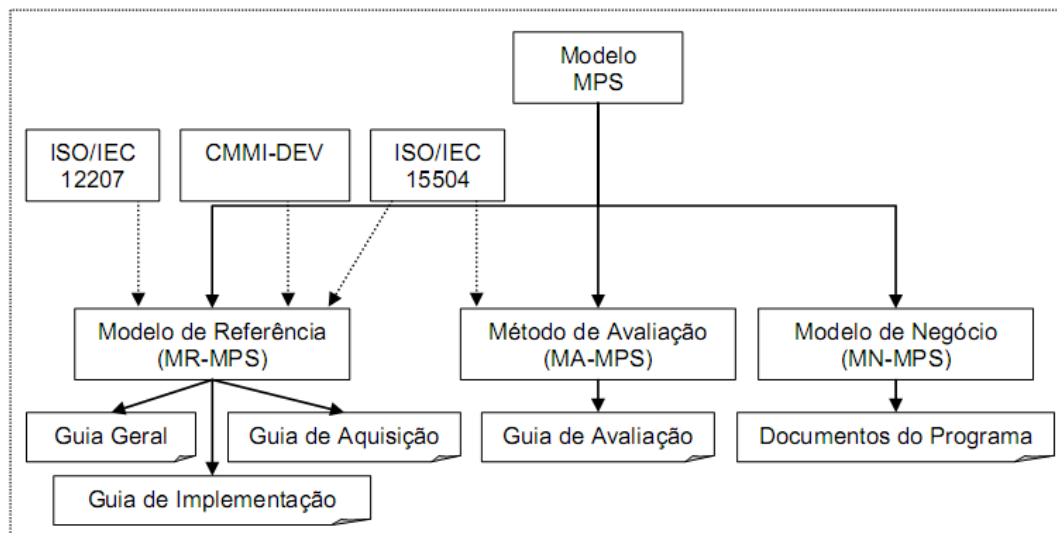 Modelo
MPS
ISO/IEC
12207
CMMI-DEV
ISO/IEC
15504
Modelo de Referência
(MR-MPS)
Método de Avaliação
(MA-MPS)
Modelo de Negócio
(MN-MPS)
Guia Geral
Guia de Aquisição
Guia de Avaliação
Documentos do Programa
Guia de Implementação